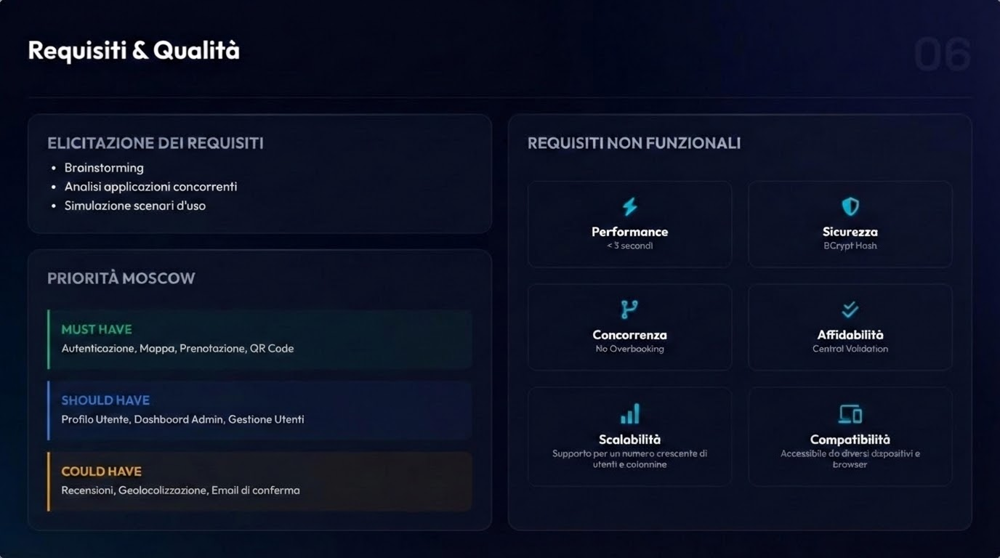 Requisiti & Qualità
06
ELICITAZIONE DEI REQUISITI
• Brainstorming
• Analisi applicazioni concorrenti
• Simulazione scenari d'uso
PRIORITÀ MOSCOW
MUST HAVE
Autenticazione, Mappa, Prenotazione, QR Code
SHOULD HAVE
Profilo Utente, Dashboord Admin, Gestione Utenti
COULD HAVE
Recensioni, Geolocolizzazione, Email di conferma
REQUISITI NON FUNZIONALI
Performance
< 3 secondi
Sicurezza
BCrypt Hash
Concorrenza
No Overbooking
Affidabilità
Central Validation
Scalabilità
Supporto per un numero crescente di
utenti e colonnine
Compatibilità
Accessibile do diversi dispositivi e
browser